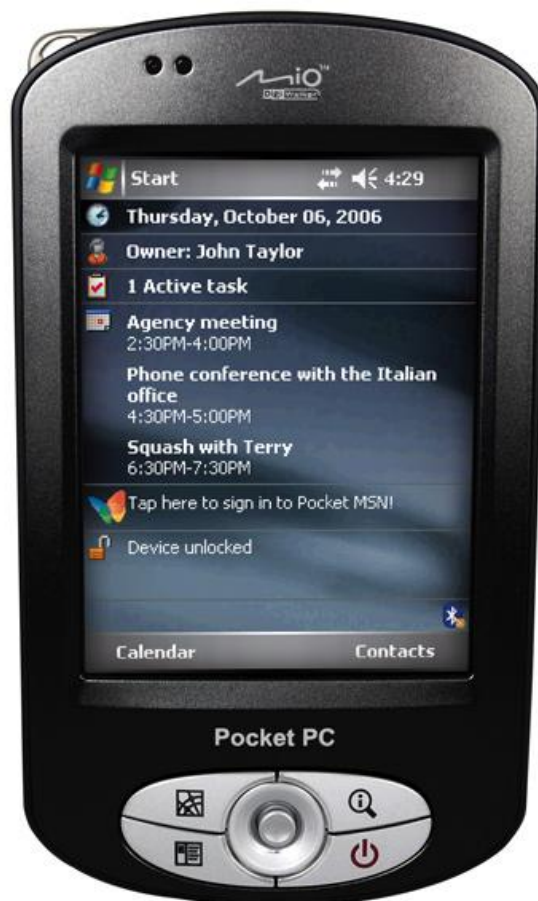 MiO™
DIGIWALKER
Start 4:29
Thursday, October 06, 2006
Owner: John Taylor
1 Active task
Agency meeting
2:30PM-4:00PM
Phone conference with the Italian
office
4:30PM-5:00PM
Squash with Terry
6:30PM-7:30PM
Tap here to sign in to Pocket MSN!
Device unlocked
Calendar Contacts
Pocket PC